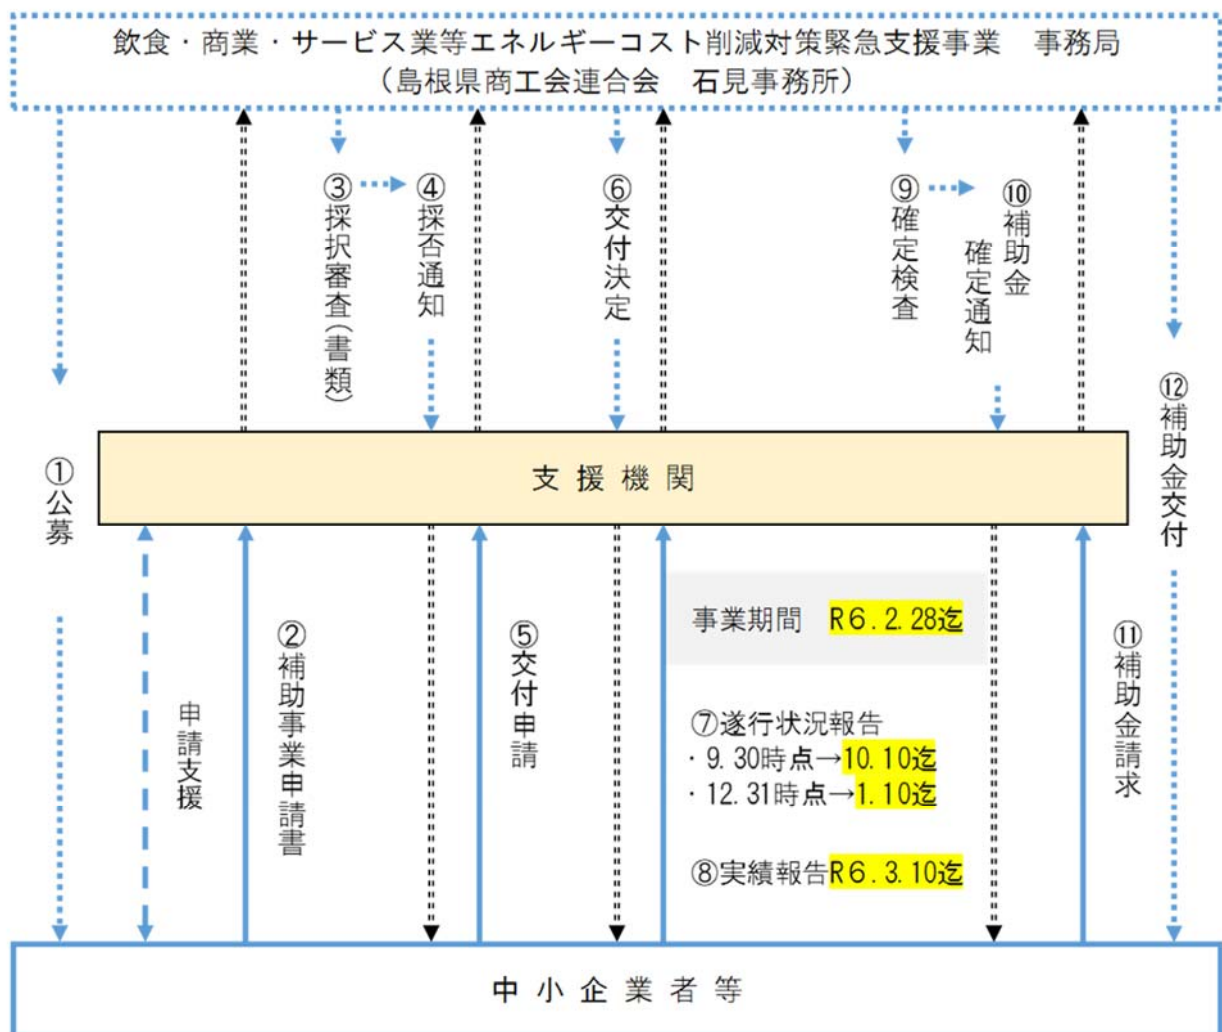 飲食・商業・サービス業等エネルギーコスト削減対策緊急支援事業　事務局
（島根県商工会連合会　石見事務所）
①公募
②補助事業申請書
申請支援
③採択審査（書類）
④採否通知
⑤交付申請
⑥交付決定
支援機関
事業期間　R6.2.28迄
⑦遂行状況報告
・9.30時点→10.10迄
・12.31時点→1.10迄
⑧実績報告R6.3.10迄
⑨確定検査
⑩補助金
確定通知
⑪補助金請求
⑫補助金交付
中小企業者等